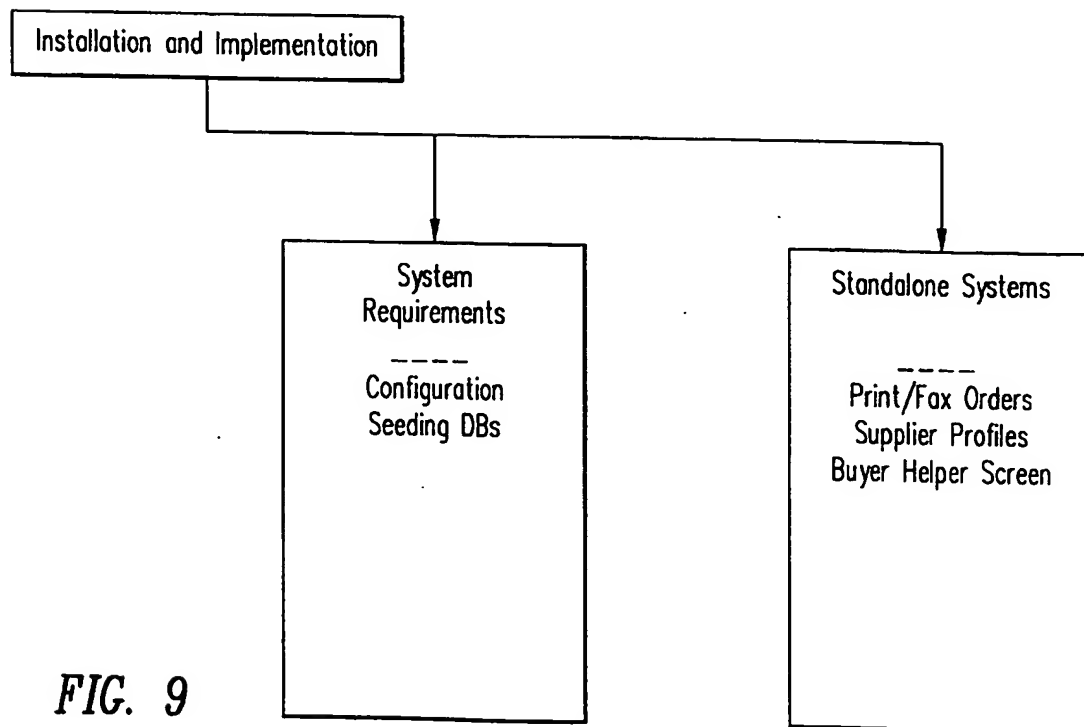 Installation and Implementation
System
Requirements
----
Configuration
Seeding DBs
Standalone Systems
----
Print/Fax Orders
Supplier Profiles
Buyer Helper Screen
FIG. 9